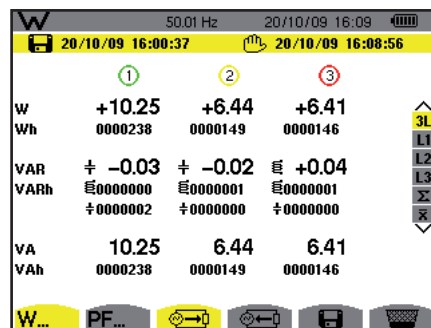 W 50.01 Hz 20/10/09 16:09
20/10/09 16:00:37 20/10/09 16:08:56
1 2 3
W +10.25 +6.44 +6.41
Wh 0000238 0000149 0000146
3L
L1
L2
L3
Σ
x̄
VAR −0.03 −0.02 +0.04
VARh 0000000 0000001 0000001
0000002 0000000 0000000
VA 10.25 6.44 6.41
VAh 0000238 0000149 0000146
W... PF...